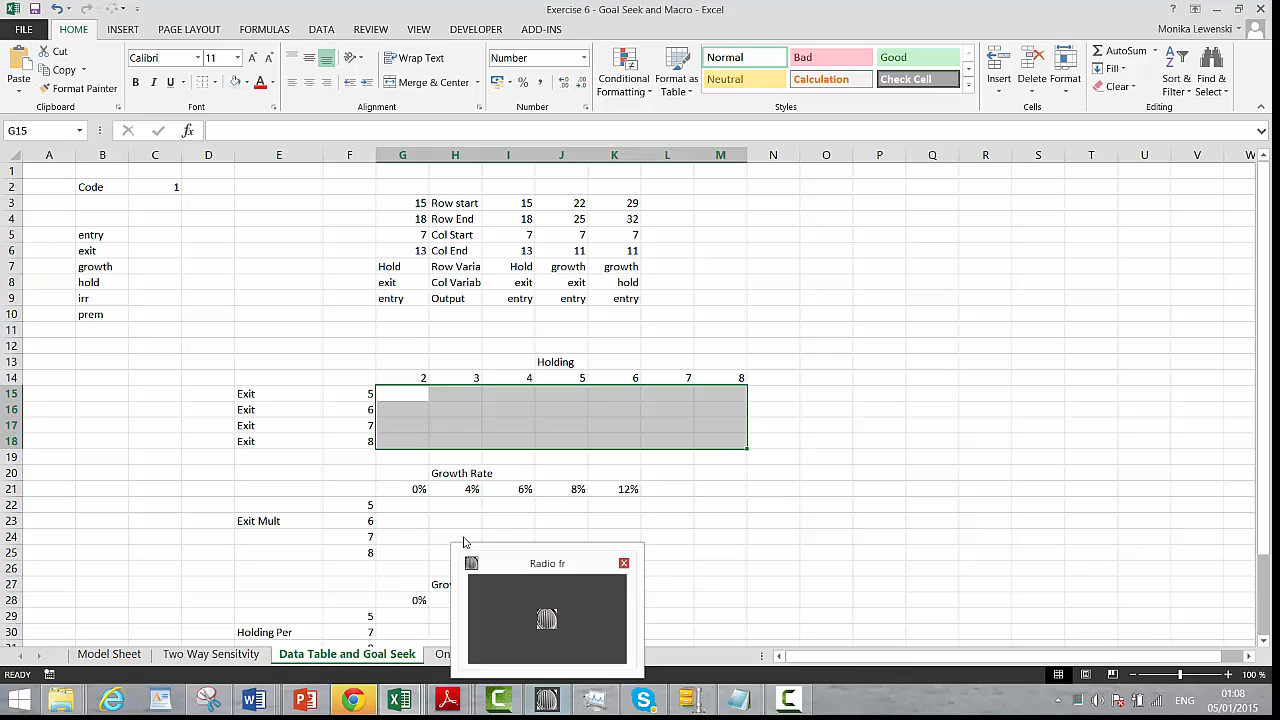 Exercise 6 - Goal Seek and Macro - Excel
FILE HOME INSERT PAGE LAYOUT FORMULAS DATA REVIEW VIEW DEVELOPER ADD-INS Monika Lewenski
Paste Cut Copy Format Painter Clipboard
Calibri 11 B I U A Font
Wrap Text Merge & Center Alignment
Number % , Number
Conditional Formatting Format as Table Normal Bad Good Neutral Calculation Check Cell Styles
Insert Delete Format Cells
AutoSum Fill Clear Sort & Filter Find & Select Editing
G15 fx
A B C D E F G H I J K L M N O P Q R S T U V W
1
2 Code 1
3 15 Row start 15 22 29
4 18 Row End 18 25 32
5 entry 7 Col Start 7 7 7
6 exit 13 Col End 13 11 11
7 growth Hold Row Varia Hold growth growth
8 hold exit Col Variab exit exit hold
9 irr entry Output entry entry entry
10 prem
11
12
13 Holding
14 2 3 4 5 6 7 8
15 Exit 5
16 Exit 6
17 Exit 7
18 Exit 8
19
20 Growth Rate
21 0% 4% 6% 8% 12%
22 5
23 Exit Mult 6
24 7
25 8
26
27
28 0%
29 5
30 Holding Per 7
Radio fr
Model Sheet Two Way Sensitvity Data Table and Goal Seek
READY 100 %
ENG 01:08
05/01/2015